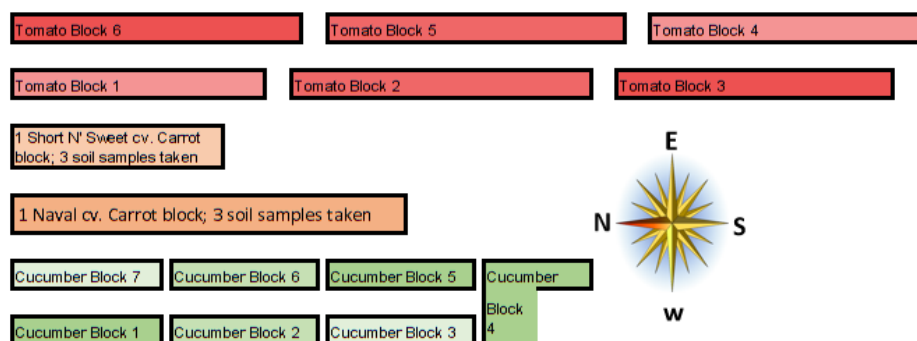 Tomato Block 6
Tomato Block 5
Tomato Block 4
Tomato Block 1
Tomato Block 2
Tomato Block 3
1 Short N' Sweet cv. Carrot
block; 3 soil samples taken
1 Naval cv. Carrot block; 3 soil samples taken
E
N
S
w
Cucumber Block 7
Cucumber Block 6
Cucumber Block 5
Cucumber
Block
4
Cucumber Block 1
Cucumber Block 2
Cucumber Block 3